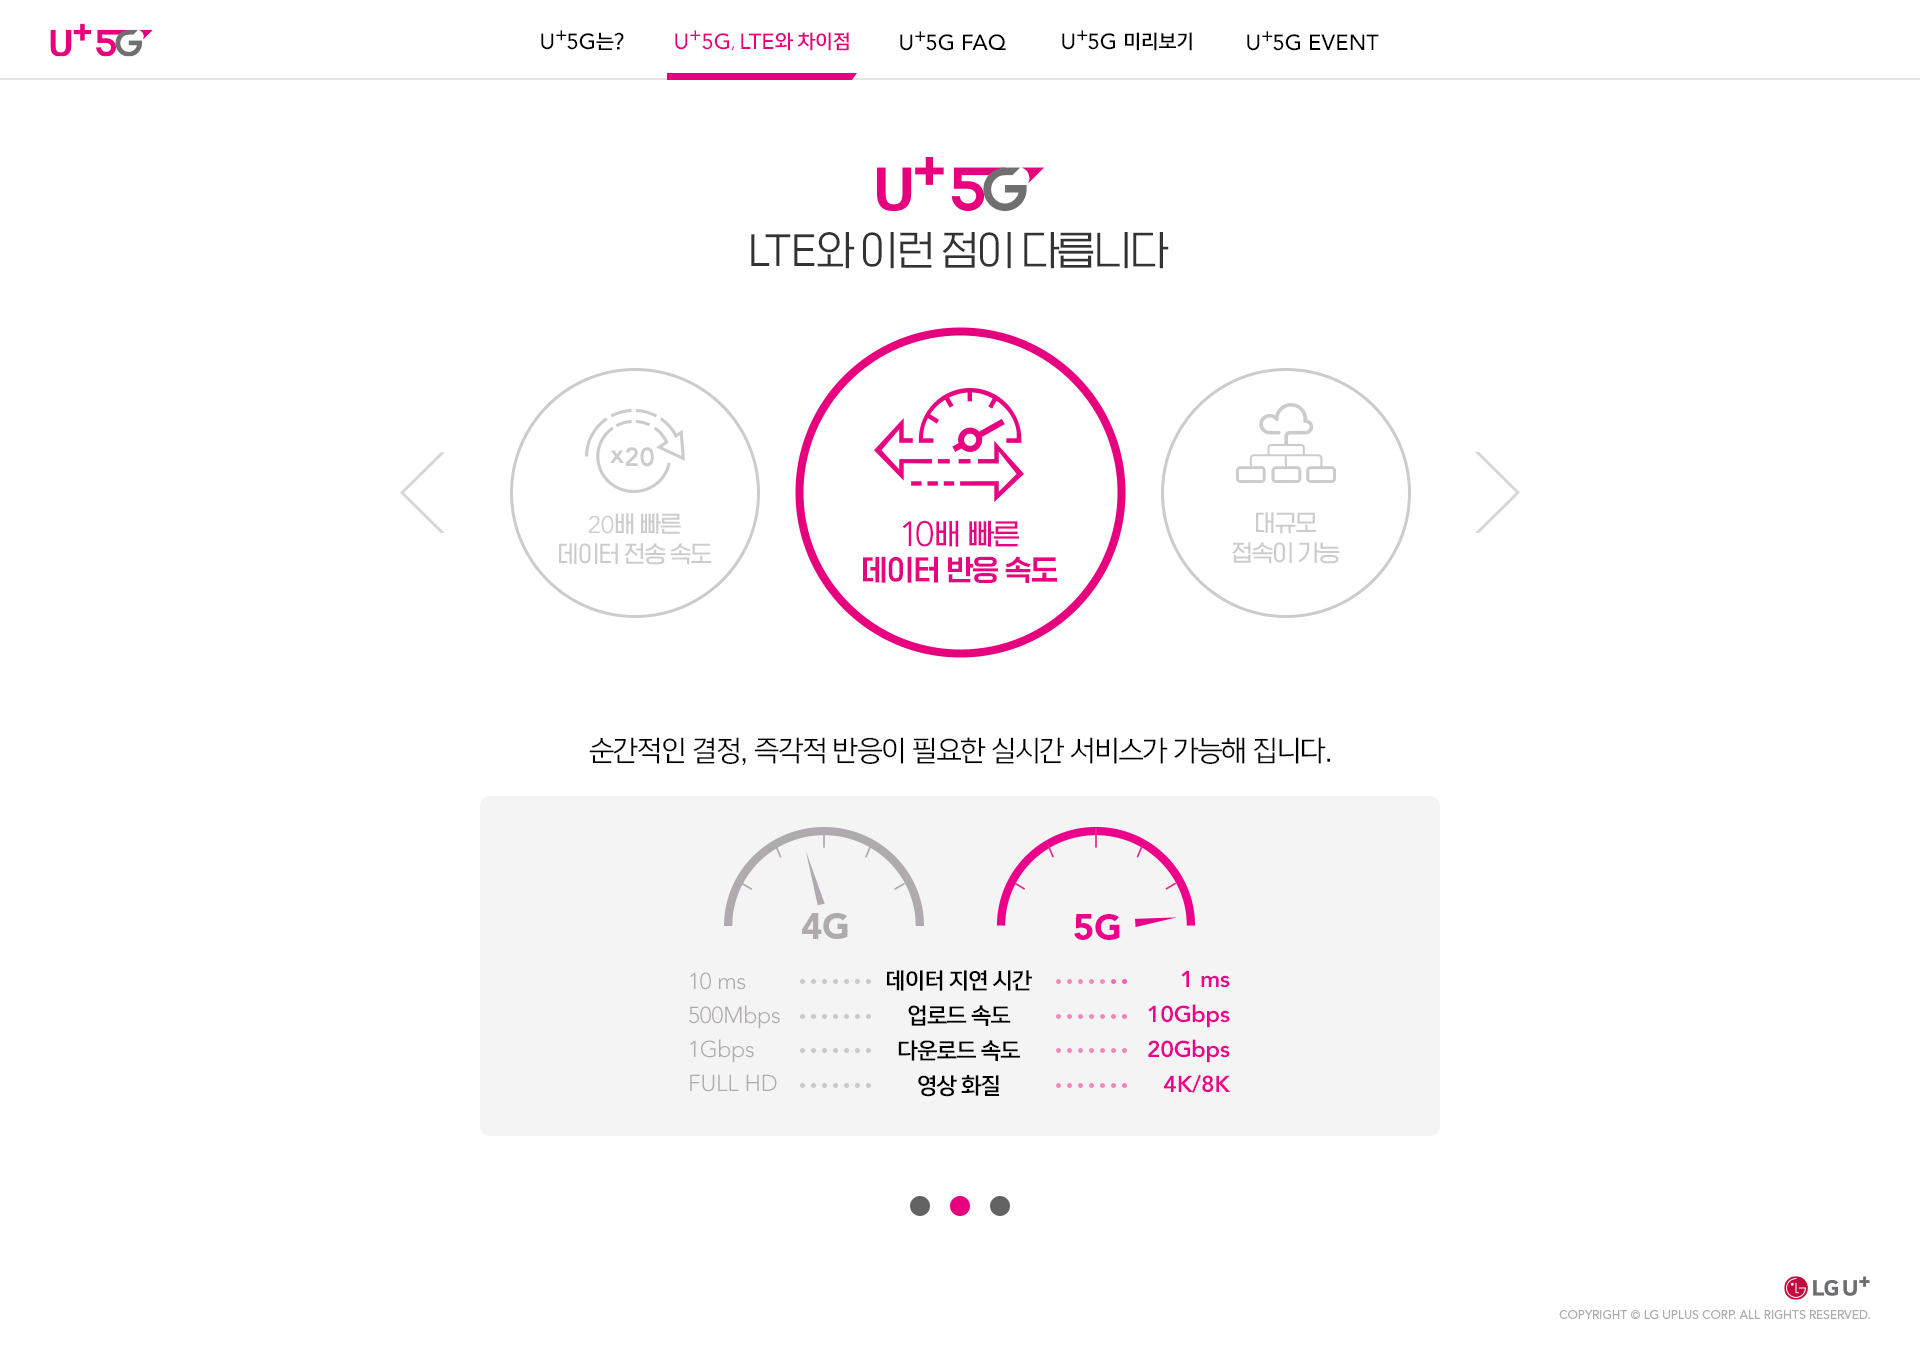 U+5G
U+5G는?
U+5G, LTE와 차이점
U+5G FAQ
U+5G 미리보기
U+5G EVENT
U+5G
LTE와 이런 점이 다릅니다
x20
20배 빠른
데이터 전송 속도
10배 빠른
데이터 반응 속도
대규모
접속이 가능
순간적인 결정, 즉각적 반응이 필요한 실시간 서비스가 가능해 집니다.
4G
5G
10 ms 데이터 지연 시간 1 ms
500Mbps 업로드 속도 10Gbps
1Gbps 다운로드 속도 20Gbps
FULL HD 영상 화질 4K/8K
LG U+
COPYRIGHT © LG UPLUS CORP. ALL RIGHTS RESERVED.